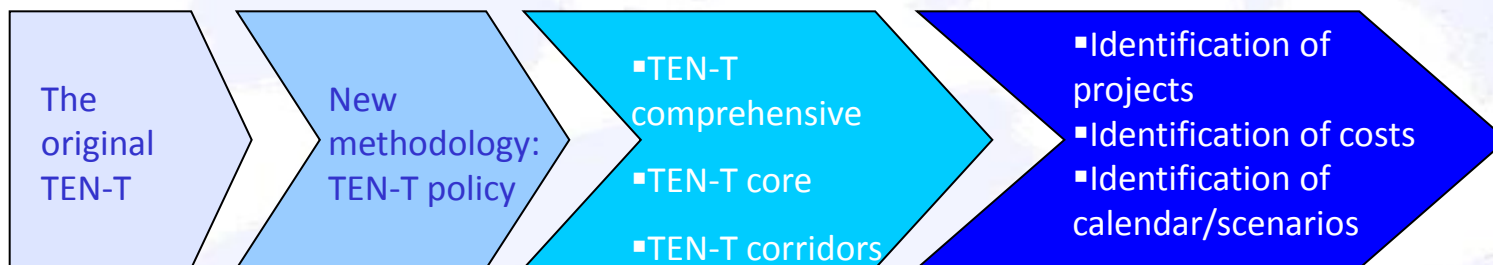 The
original
TEN-T
New
methodology:
TEN-T policy
▪TEN-T
comprehensive
▪TEN-T core
▪TEN-T corridors
▪Identification of
projects
▪Identification of costs
▪Identification of
calendar/scenarios